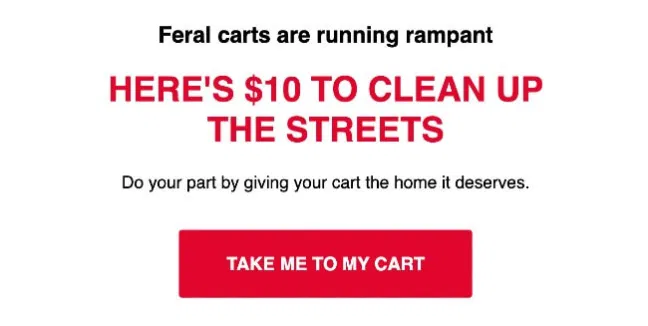 Feral carts are running rampant
HERE'S $10 TO CLEAN UP
THE STREETS
Do your part by giving your cart the home it deserves.
TAKE ME TO MY CART